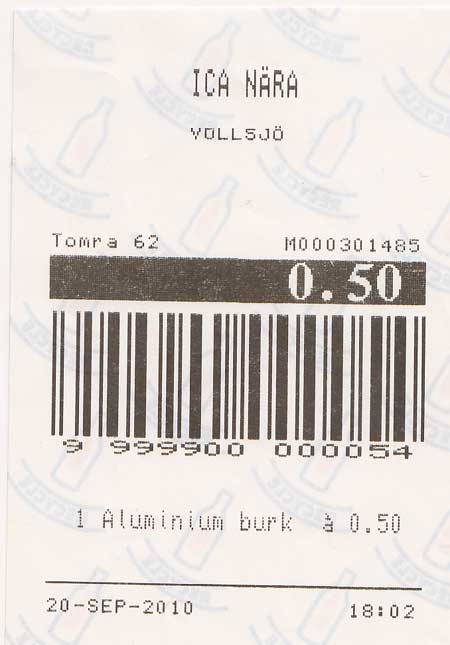 ICA NÄRA
VOLLSJÖ
Tomra 62 M000301485
0.50
9 999900 000054
1 Aluminium burk à 0.50
20-SEP-2010 18:02